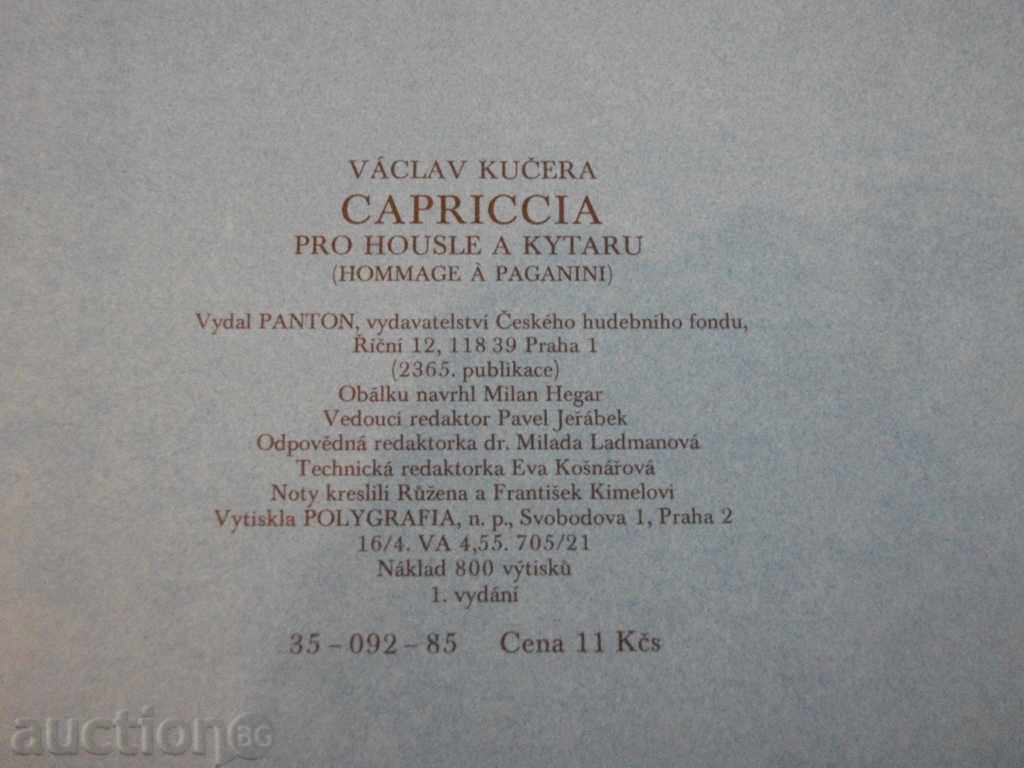 VÁCLAV KUČERA
CAPRICCIA
PRO HOUSLE A KYTARU
(HOMMAGE À PAGANINI)
Vydal PANTON, vydavatelství Českého hudebního fondu,
Říční 12, 118 39 Praha 1
(2365. publikace)
Obálku navrhl Milan Hegar
Vedoucí redaktor Pavel Jeřábek
Odpovědná redaktorka dr. Milada Ladmanová
Technická redaktorka Eva Košnářová
Noty kreslili Růžena a František Kimelovi
Vytiskla POLYGRAFIA, n. p., Svobodova 1, Praha 2
16/4. VA 4,55. 705/21
Náklad 800 výtisků
1. vydání
35 – 092 – 85 Cena 11 Kčs
auction BG